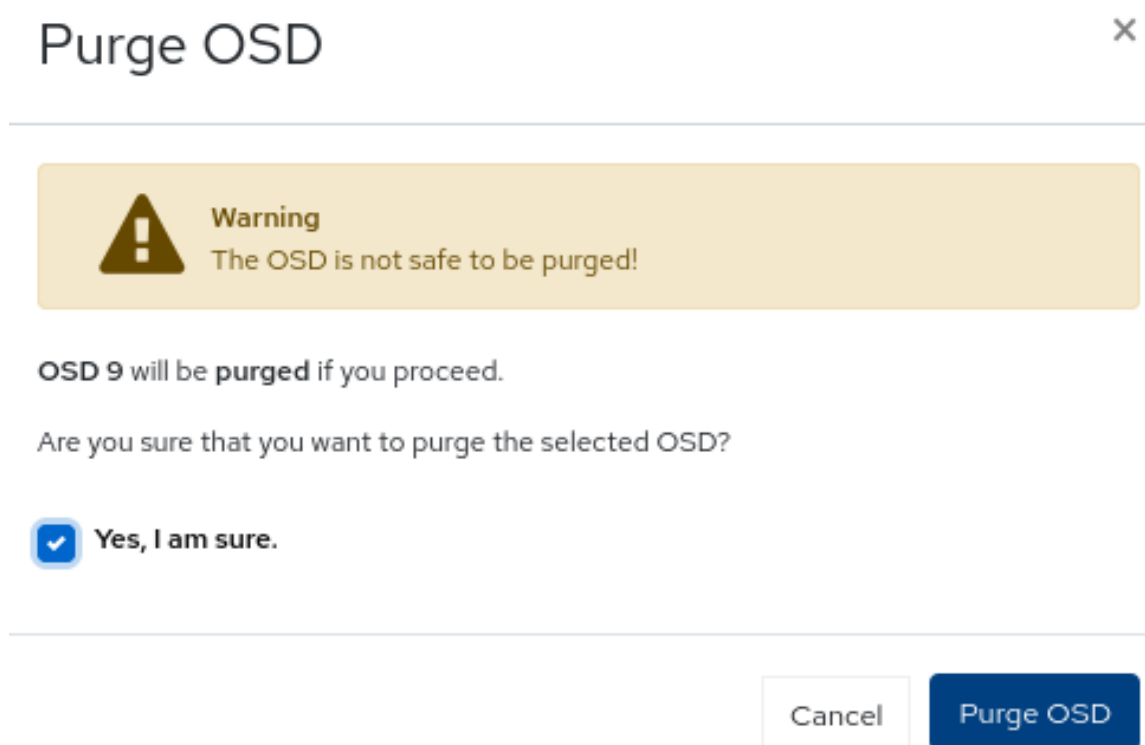 Purge OSD
Warning
The OSD is not safe to be purged!
OSD 9 will be purged if you proceed.
Are you sure that you want to purge the selected OSD?
Yes, I am sure.
Cancel
Purge OSD